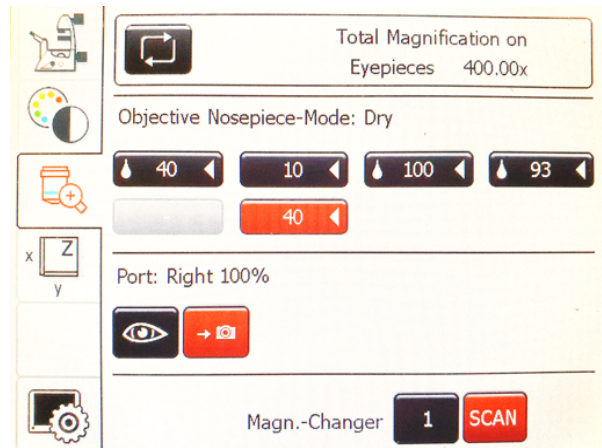 Total Magnification on
Eyepieces 400.00x
Objective Nosepiece-Mode: Dry
40 10 100 93
40
Port: Right 100%
x Z
y
Magn.-Changer 1 SCAN